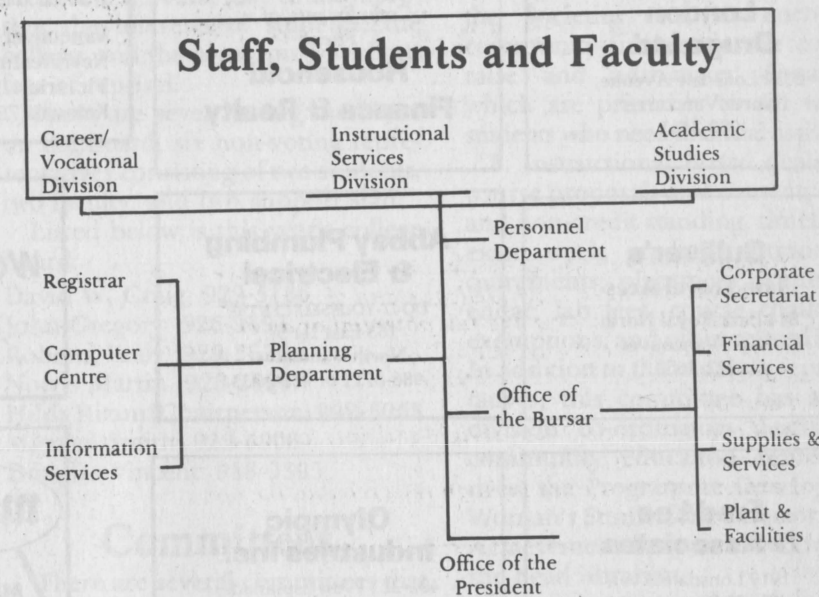 Staff, Students and Faculty
Career/
Vocational
Division
Instructional
Services
Division
Academic
Studies
Division
Personnel
Department
Registrar
Computer
Centre
Information
Services
Planning
Department
Office of
the Bursar
Corporate
Secretariat
Financial
Services
Supplies &
Services
Plant &
Facilities
Office of the
President